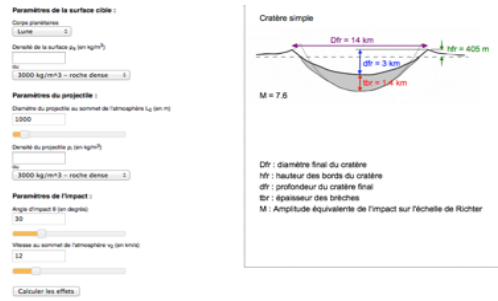 Paramètres de la surface cible :
Corps planétaires
Lune
Densité de la surface ps (en kg/m^3)
ou
3000 kg/m^3 – roche dense
Paramètres du projectile :
Diamètre du projectile au sommet de l'atmosphère L0 (en m)
1000
Densité du projectile pi (en kg/m^3)
ou
3000 kg/m^3 – roche dense
Paramètres de l'impact :
Angle d'impact θ (en degrés)
30
Vitesse au sommet de l'atmosphère v0 (en km/s)
12
Calculer les effets
Cratère simple
Dfr = 14 km
hfr = 405 m
dfr = 3 km
tbr = 1.4 km
M = 7.6
Dfr : diamètre final du cratère
hfr : hauteur des bords du cratère
dfr : profondeur du cratère final
tbr : épaisseur des brèches
M : Amplitude équivalente de l'impact sur l'échelle de Richter